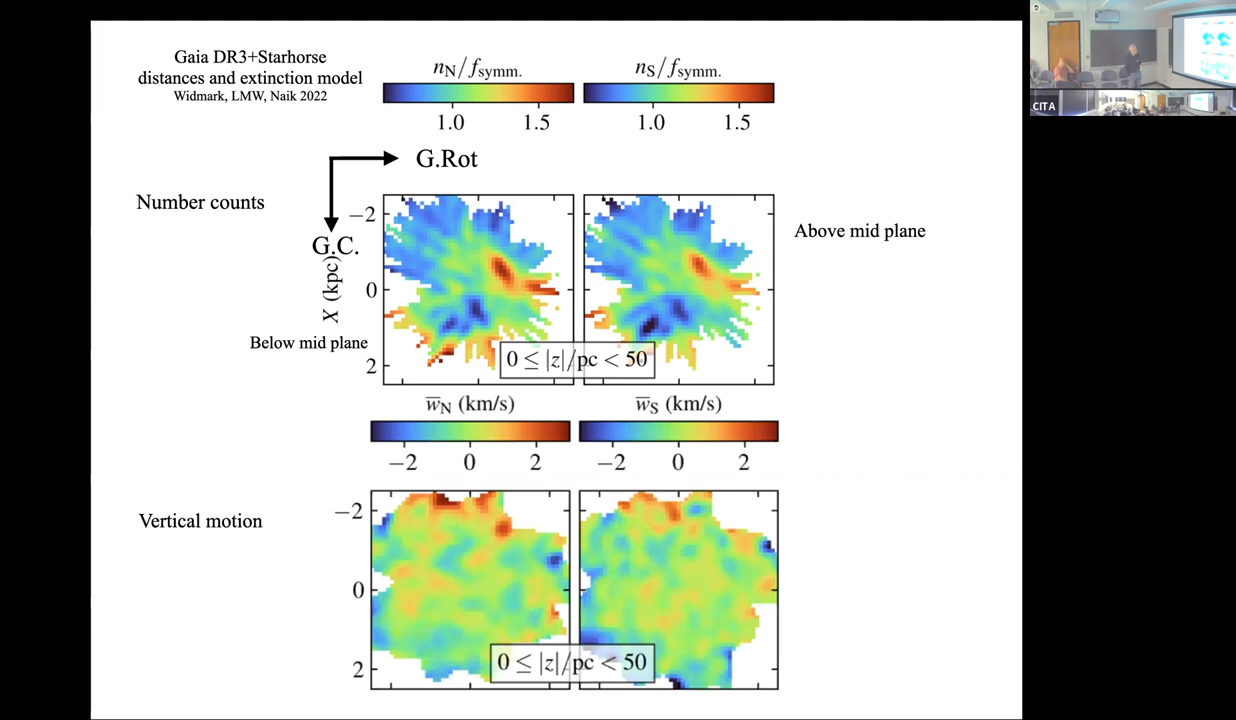 Gaia DR3+Starhorse
distances and extinction model
Widmark, LMW, Naik 2022
n_N/f_symm.
n_S/f_symm.
1.0 1.5
1.0 1.5
G.Rot
Number counts
G.C.
Above mid plane
Below mid plane
X (kpc)
−2
0
2
0 ≤ |z|/pc < 50
w̅_N (km/s)
w̅_S (km/s)
−2 0 2
−2 0 2
Vertical motion
−2
0
2
0 ≤ |z|/pc < 50
CITA